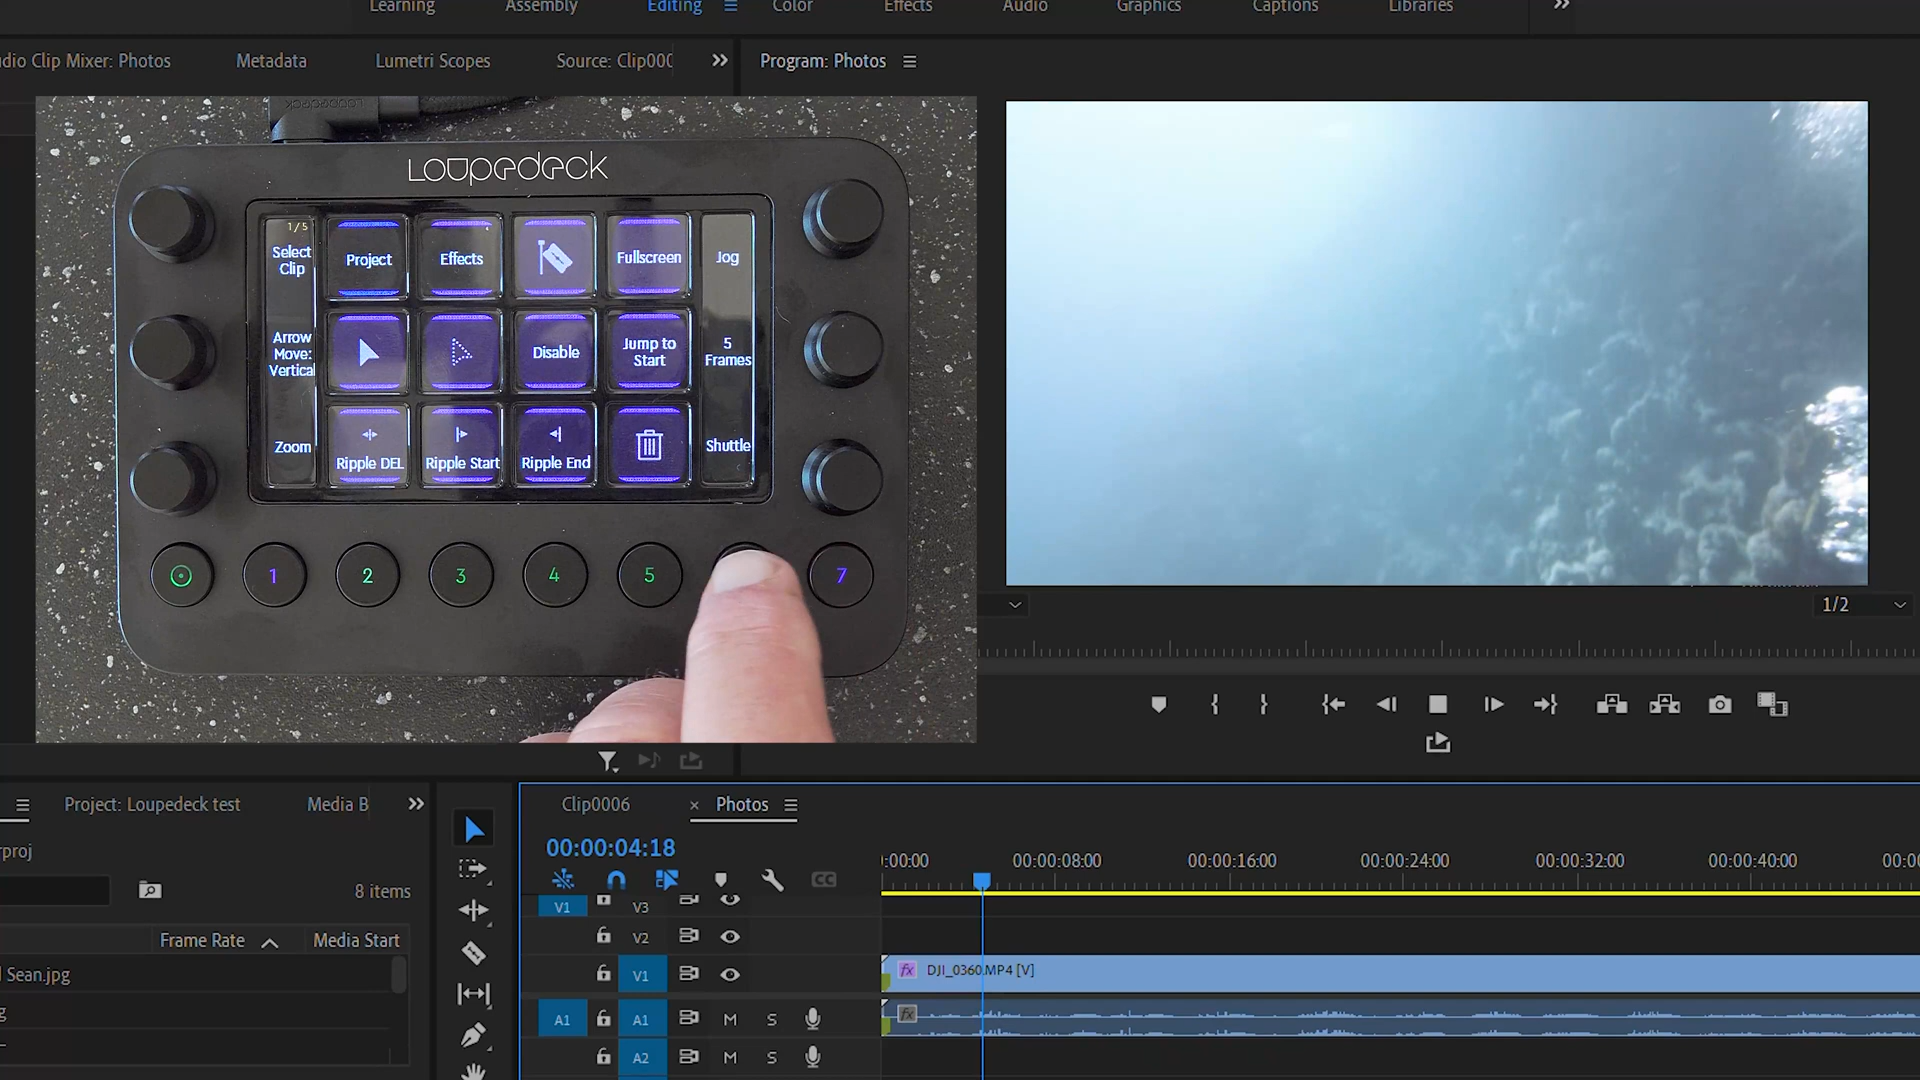 Learning
Assembly
Editing
Color
Effects
Audio
Graphics
Captions
Libraries
dio Clip Mixer: Photos
Metadata
Lumetri Scopes
Source: Clip000
Program: Photos
Loupedeck
1/5
Select
Clip
Project
Effects
Fullscreen
Jog
Arrow
Move:
Vertical
Disable
Jump to
Start
5
Frames
Zoom
Ripple DEL
Ripple Start
Ripple End
Shuttle
1
2
3
4
5
7
1/2
Project: Loupedeck test
Media B
Clip0006
Photos
00:00:04:18
rproj
8 items
Frame Rate
Media Start
Sean.jpg
g
:00:00
00:00:08:00
00:00:16:00
00:00:24:00
00:00:32:00
00:00:40:00
00:0
CC
V1
V3
V2
V1
fx
DJI_0360.MP4 [V]
A1
A1
M
S
fx
A2
M
S